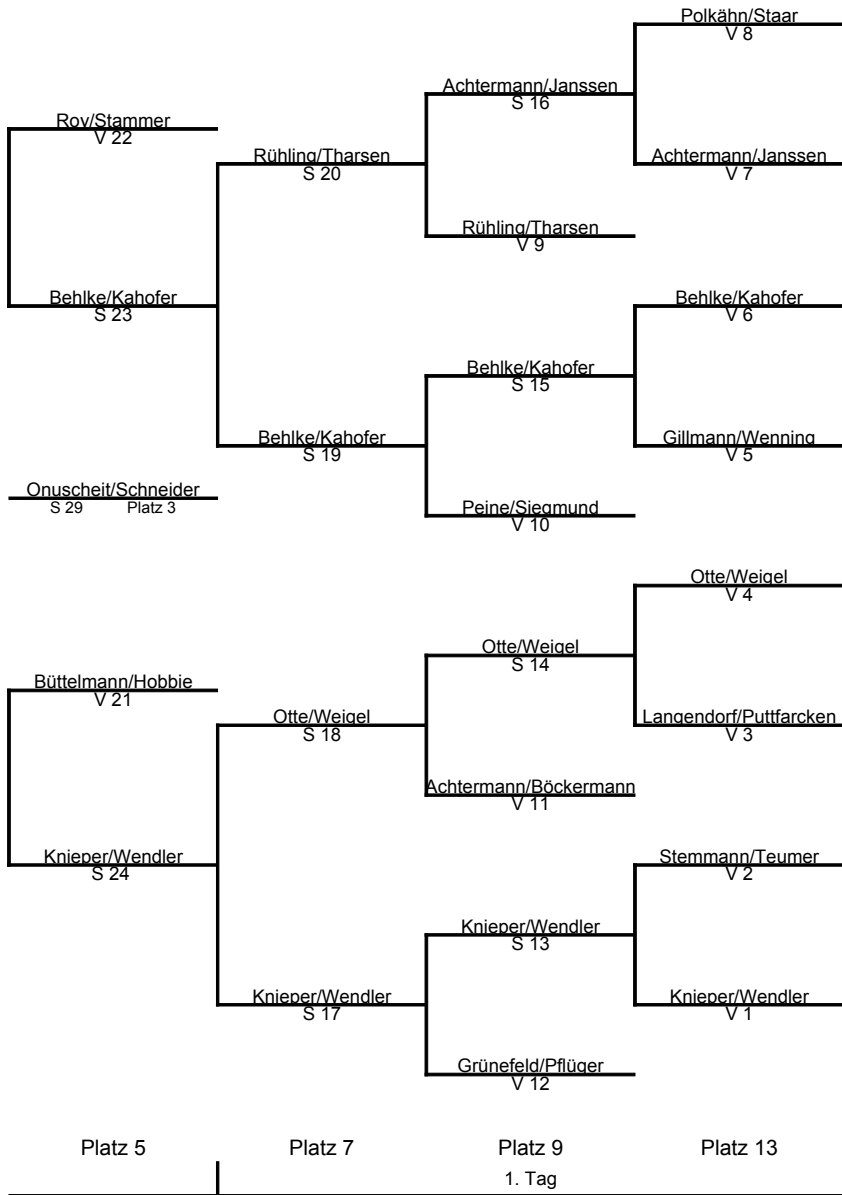 Polkähn/Staar
V 8
Achtermann/Janssen
S 16
Roy/Stammer
V 22
Rühling/Tharsen
S 20
Achtermann/Janssen
V 7
Rühling/Tharsen
V 9
Behlke/Kahofer
S 23
Behlke/Kahofer
V 6
Behlke/Kahofer
S 15
Behlke/Kahofer
S 19
Gillmann/Wenning
V 5
Onuscheit/Schneider
S 29 Platz 3
Peine/Siegmund
V 10
Otte/Weigel
V 4
Otte/Weigel
S 14
Büttelmann/Hobbie
V 21
Otte/Weigel
S 18
Langendorf/Puttfarcken
V 3
Achtermann/Böckermann
V 11
Knieper/Wendler
S 24
Stemmann/Teumer
V 2
Knieper/Wendler
S 13
Knieper/Wendler
S 17
Knieper/Wendler
V 1
Grünefeld/Pflüger
V 12
Platz 5 Platz 7 Platz 9 Platz 13
1. Tag